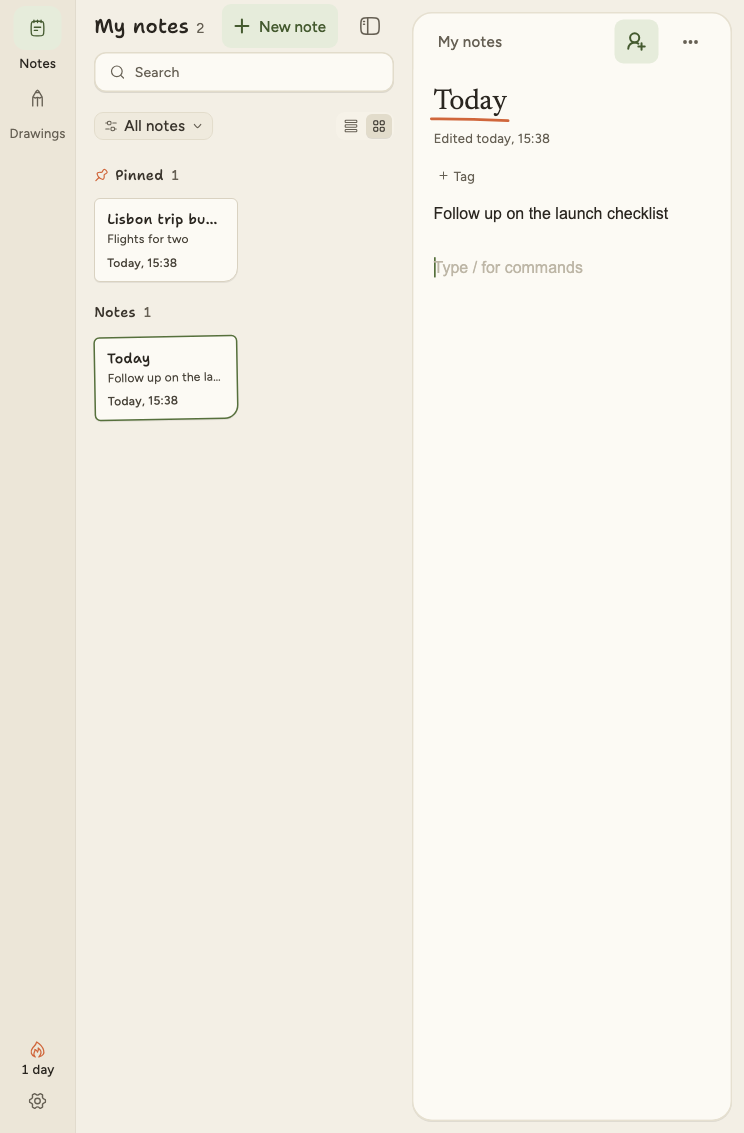 Notes
Drawings
1 day
My notes 2
New note
Search
All notes
Pinned 1
Lisbon trip bu...
Flights for two
Today, 15:38
Notes 1
Today
Follow up on the la...
Today, 15:38
My notes
Today
Edited today, 15:38
+ Tag
Follow up on the launch checklist
Type / for commands